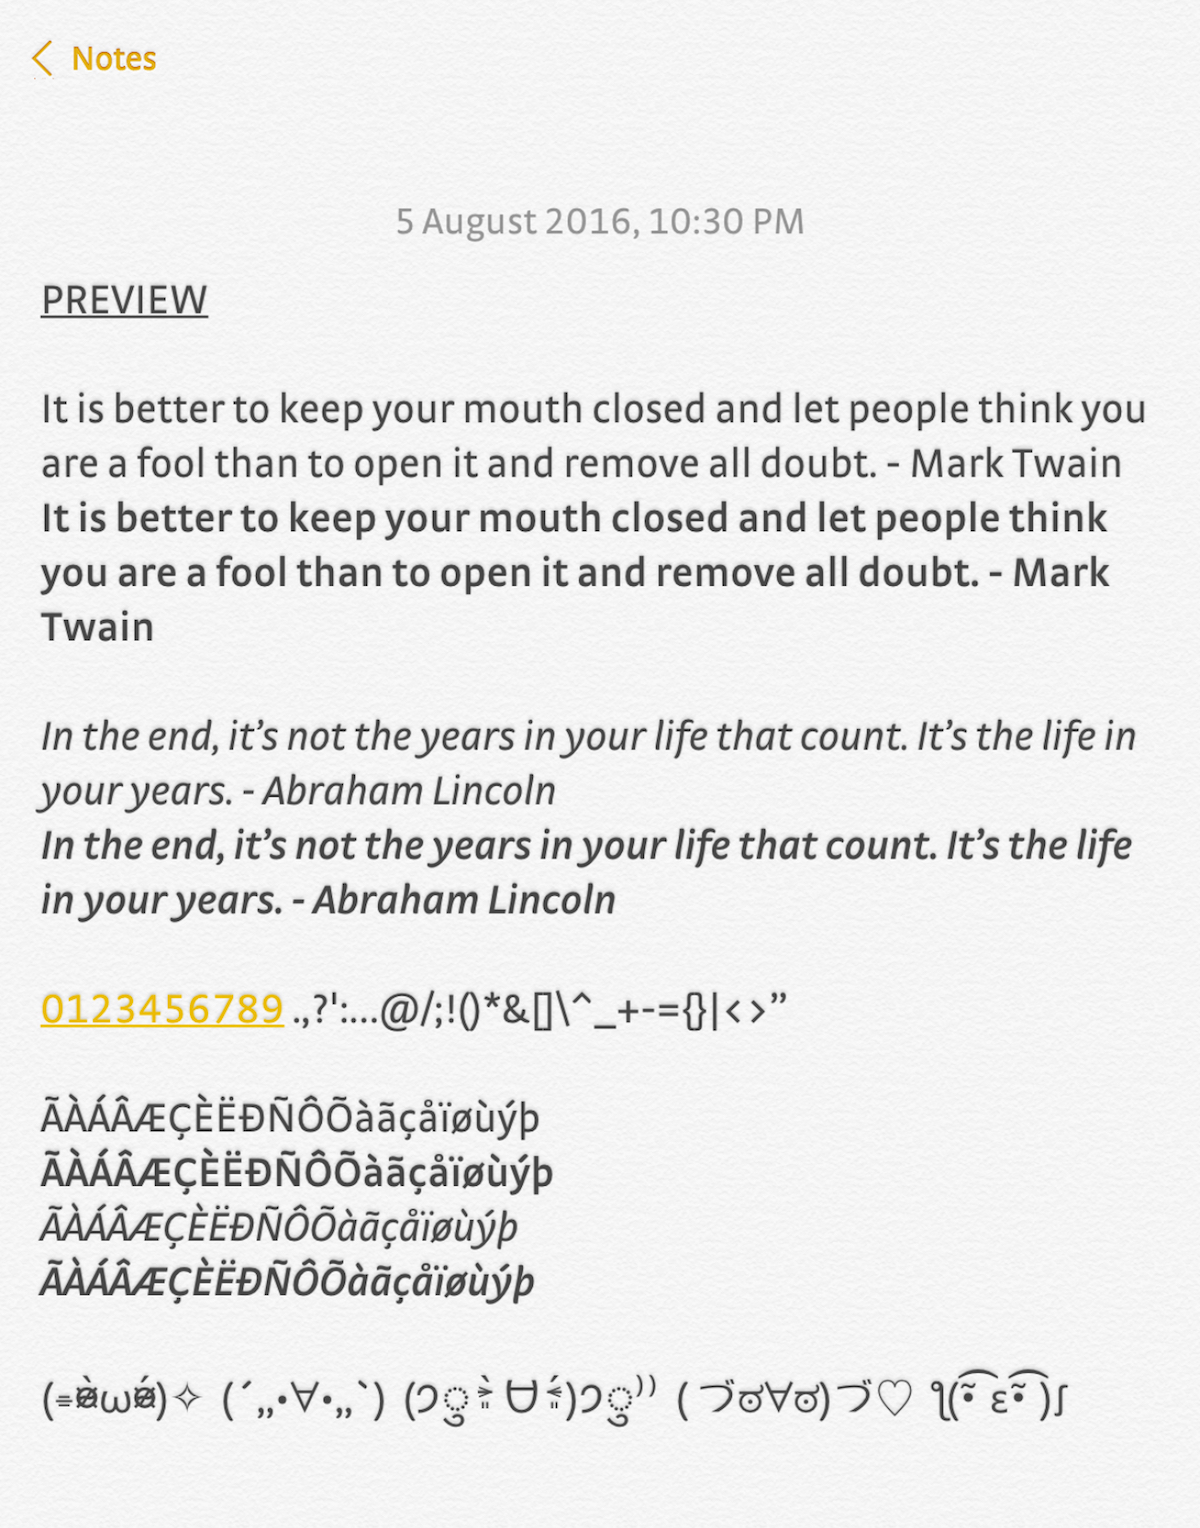 Notes
5 August 2016, 10:30 PM
PREVIEW
It is better to keep your mouth closed and let people think you
are a fool than to open it and remove all doubt. - Mark Twain
It is better to keep your mouth closed and let people think
you are a fool than to open it and remove all doubt. - Mark
Twain
In the end, it’s not the years in your life that count. It’s the life in
your years. - Abraham Lincoln
In the end, it’s not the years in your life that count. It’s the life
in your years. - Abraham Lincoln
0123456789 .,?':...@/;!()*&[]\^_+-={}|<>”
ÃÀÁÂÆÇÈËÐÑÔÕàãçåïøùýþ
ÃÀÁÂÆÇÈËÐÑÔÕàãçåïøùýþ
ÃÀÁÂÆÇÈËÐÑÔÕàãçåïøùýþ
ÃÀÁÂÆÇÈËÐÑÔÕàãçåïøùýþ
(´„•∀•„`) (づಠ∀ಠ)づ♡